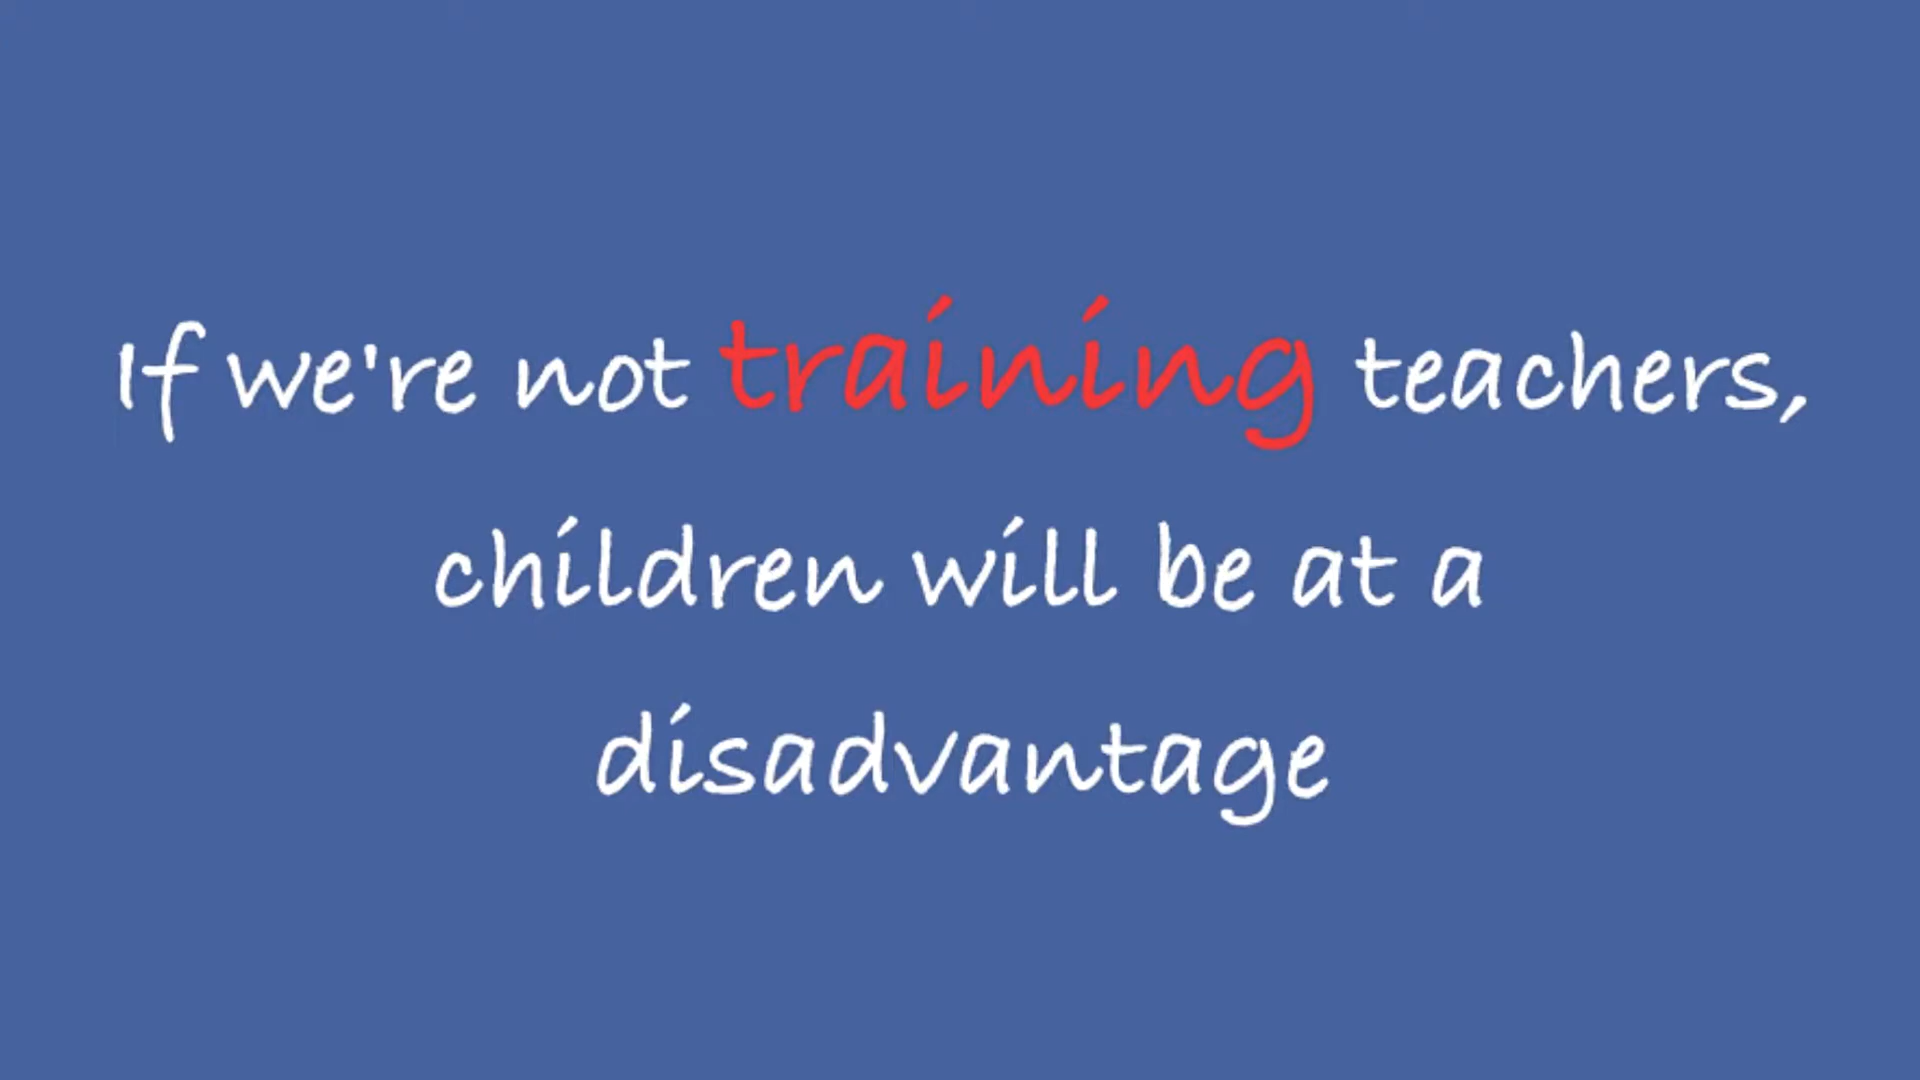 If we're not training teachers,
children will be at a
disadvantage